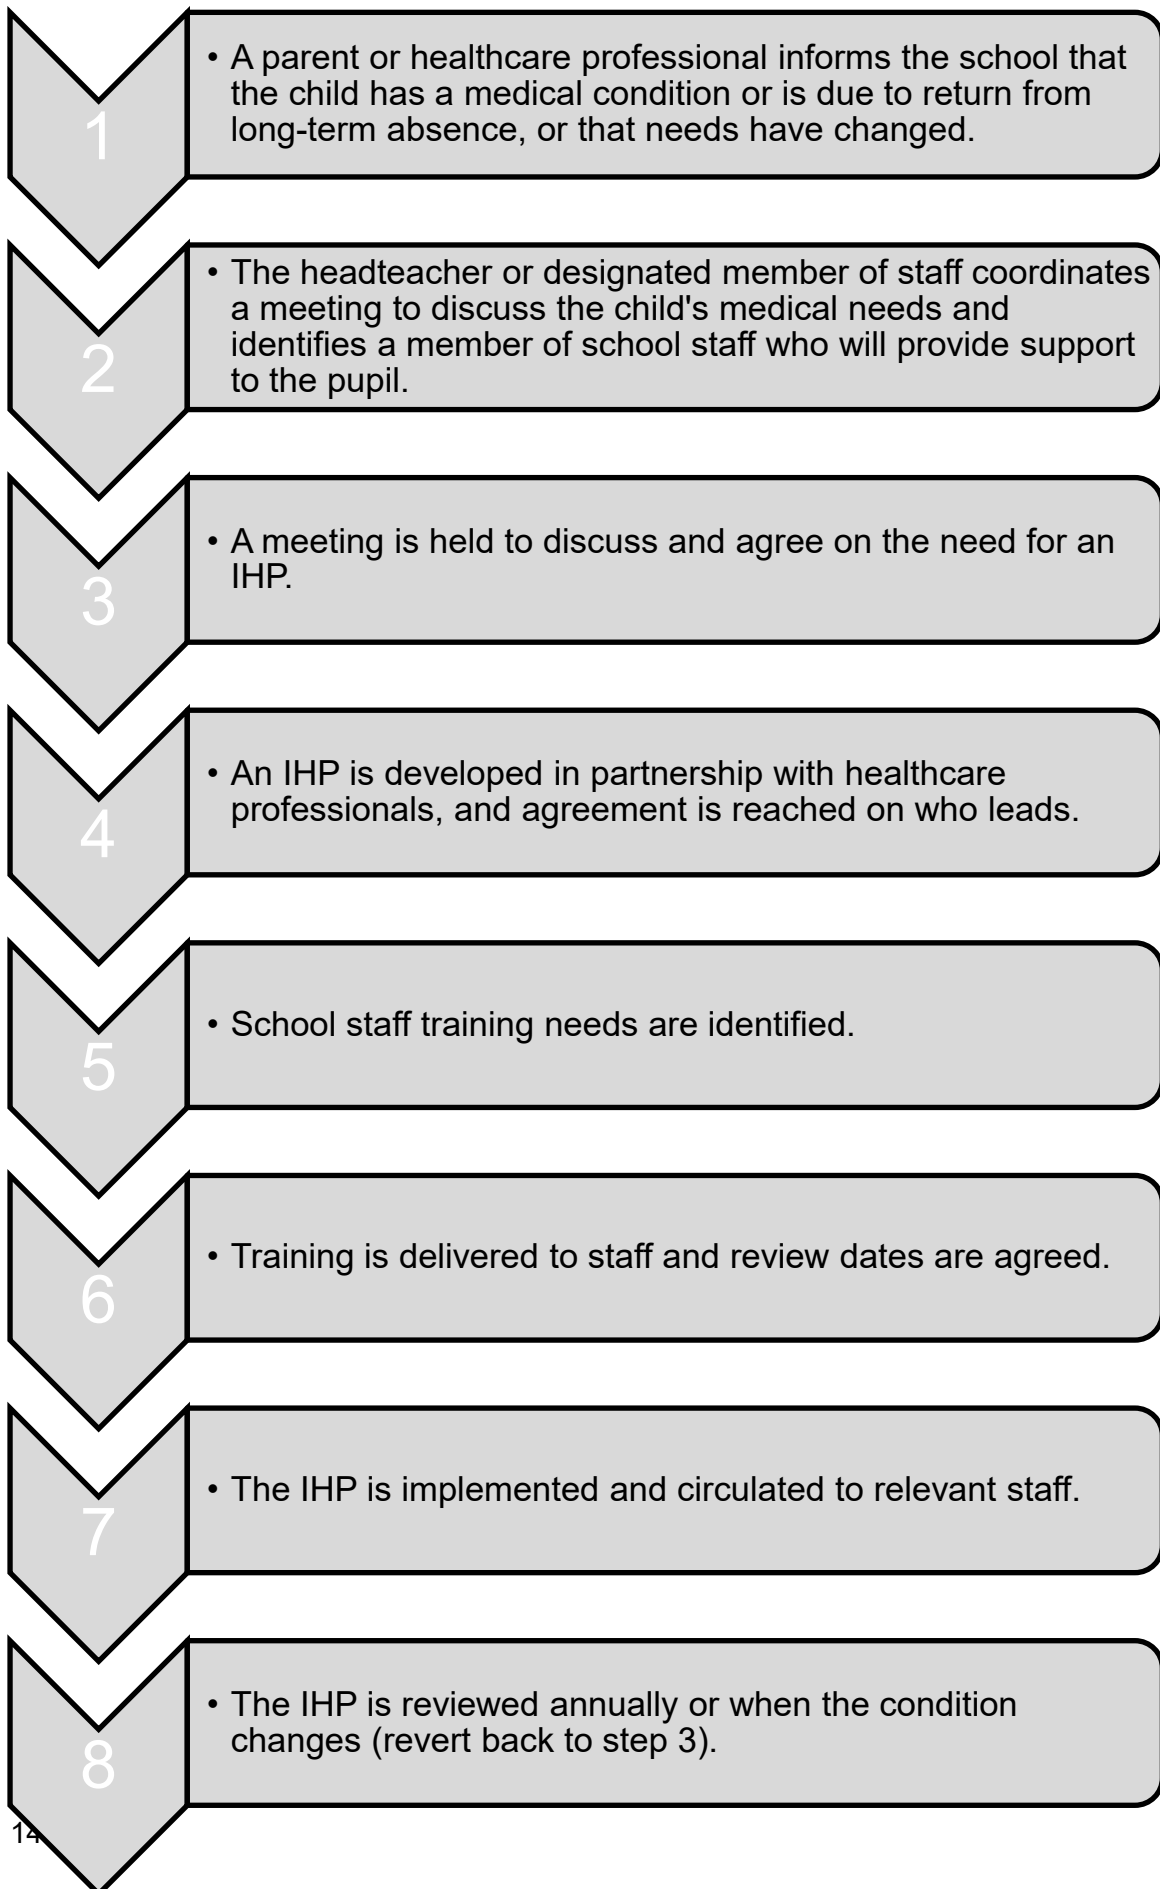 1
• A parent or healthcare professional informs the school that
the child has a medical condition or is due to return from
long-term absence, or that needs have changed.
2
• The headteacher or designated member of staff coordinates
a meeting to discuss the child's medical needs and
identifies a member of school staff who will provide support
to the pupil.
3
• A meeting is held to discuss and agree on the need for an
IHP.
4
• An IHP is developed in partnership with healthcare
professionals, and agreement is reached on who leads.
5
• School staff training needs are identified.
6
• Training is delivered to staff and review dates are agreed.
7
• The IHP is implemented and circulated to relevant staff.
8
• The IHP is reviewed annually or when the condition
changes (revert back to step 3).
14